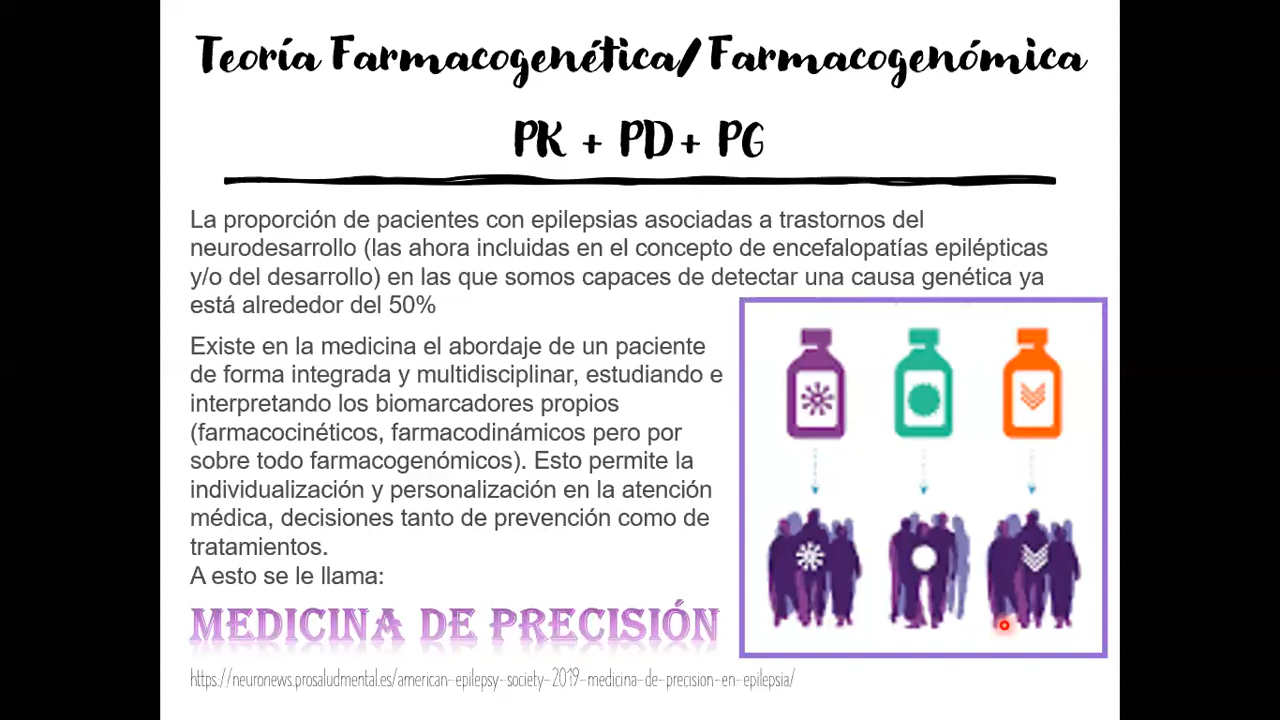 Teoría Farmacogenética/Farmacogenómica
PK + PD+ PG
La proporción de pacientes con epilepsias asociadas a trastornos del
neurodesarrollo (las ahora incluidas en el concepto de encefalopatías epilépticas
y/o del desarrollo) en las que somos capaces de detectar una causa genética ya
está alrededor del 50%
Existe en la medicina el abordaje de un paciente
de forma integrada y multidisciplinar, estudiando e
interpretando los biomarcadores propios
(farmacocinéticos, farmacodinámicos pero por
sobre todo farmacogenómicos). Esto permite la
individualización y personalización en la atención
médica, decisiones tanto de prevención como de
tratamientos.
A esto se le llama:
MEDICINA DE PRECISIÓN
https://neuronews.prosaludmental.es/american-epilepsy-society-2019-medicina-de-precision-en-epilepsia/